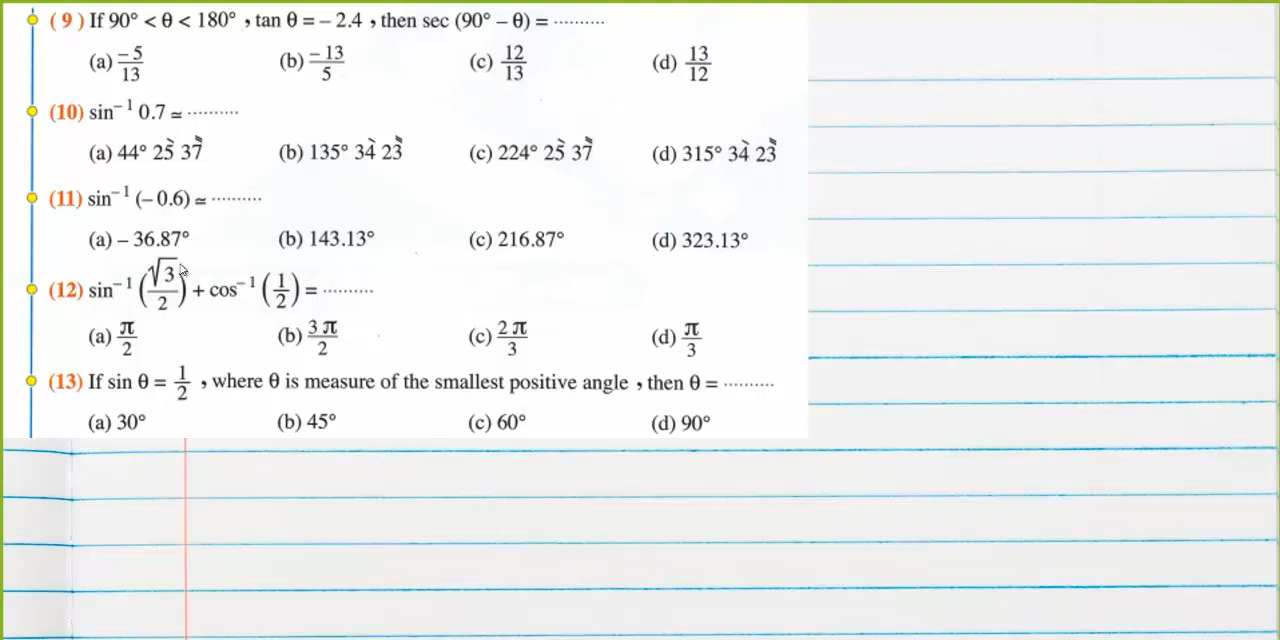 (9) If 90° < θ < 180° , tan θ = – 2.4 , then sec (90° – θ) = ..........
(a) –5/13 (b) –13/5 (c) 12/13 (d) 13/12
(10) sin⁻¹ 0.7 ≃ ..........
(a) 44° 25̀ 37̋ (b) 135° 34̀ 23̋ (c) 224° 25̀ 37̋ (d) 315° 34̀ 23̋
(11) sin⁻¹ (– 0.6) ≃ ..........
(a) – 36.87° (b) 143.13° (c) 216.87° (d) 323.13°
(12) sin⁻¹ (√3/2) + cos⁻¹ (1/2) = ..........
(a) π/2 (b) 3π/2 (c) 2π/3 (d) π/3
(13) If sin θ = 1/2 , where θ is measure of the smallest positive angle , then θ = ..........
(a) 30° (b) 45° (c) 60° (d) 90°